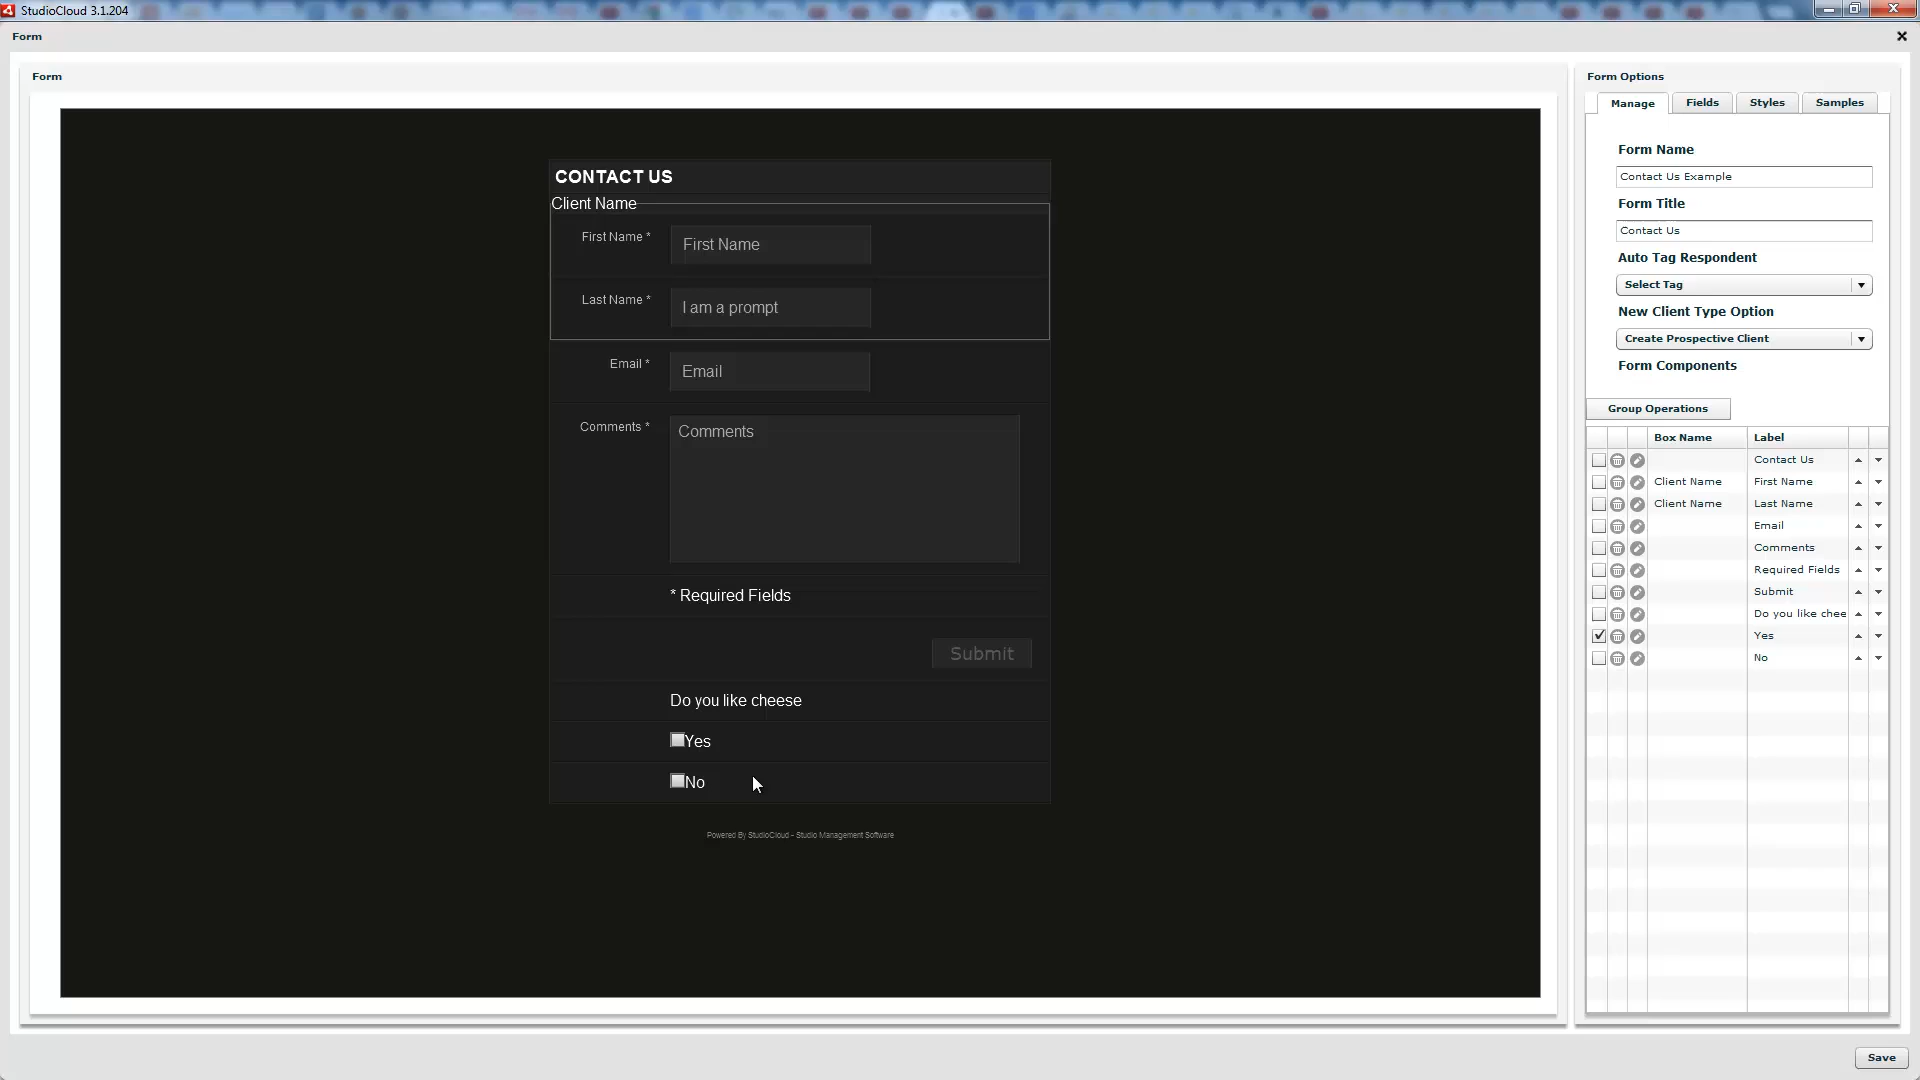 StudioCloud 3.1.204
Form
Form
CONTACT US
Client Name
First Name *
First Name
Last Name *
I am a prompt
Email *
Email
Comments *
Comments
* Required Fields
Submit
Do you like cheese
Yes
No
Powered By StudioCloud - Studio Management Software
Form Options
Manage Fields Styles Samples
Form Name
Contact Us Example
Form Title
Contact Us
Auto Tag Respondent
Select Tag
New Client Type Option
Create Prospective Client
Form Components
Group Operations
Box Name Label
Contact Us
Client Name First Name
Client Name Last Name
Email
Comments
Required Fields
Submit
Do you like chee
Yes
No
Save